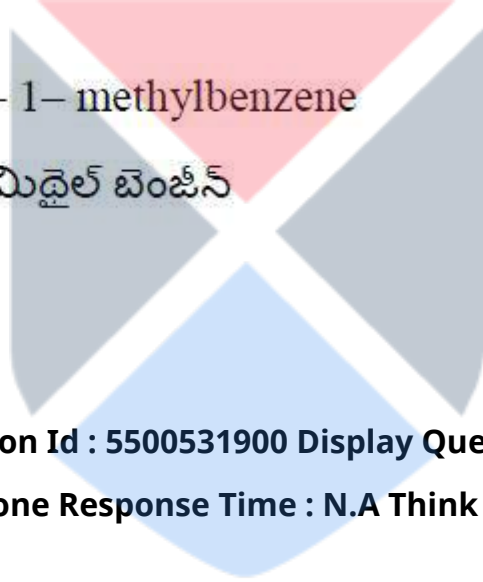 – 1– methylbenzene
మిథైల్ బెంజీన్
on Id : 5500531900 Display Que
one Response Time : N.A Think